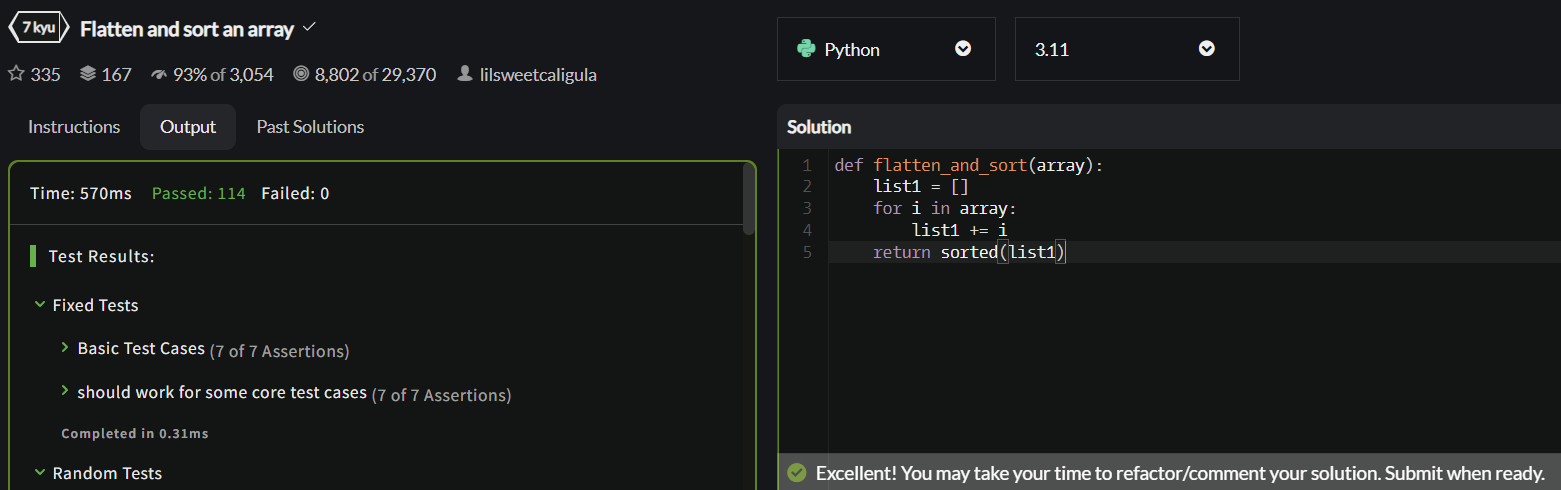 7 kyu Flatten and sort an array
335 167 93% of 3,054 8,802 of 29,370 lilsweetcaligula
Instructions Output Past Solutions
Time: 570ms Passed: 114 Failed: 0
Test Results:
Fixed Tests
Basic Test Cases (7 of 7 Assertions)
should work for some core test cases (7 of 7 Assertions)
Completed in 0.31ms
Random Tests
Python 3.11
Solution
1 def flatten_and_sort(array):
2     list1 = []
3     for i in array:
4         list1 += i
5     return sorted(list1)
Excellent! You may take your time to refactor/comment your solution. Submit when ready.